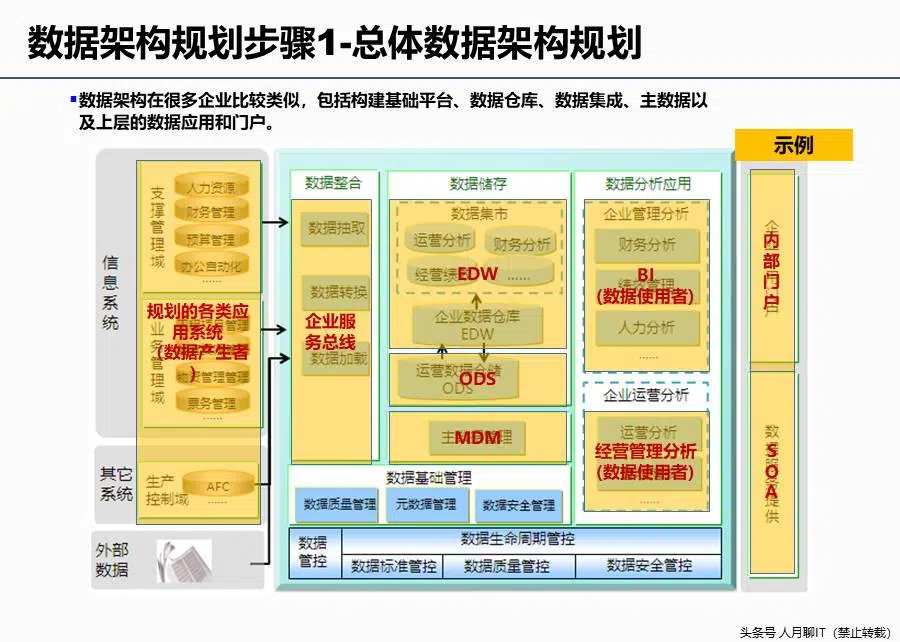 数据架构规划步骤1-总体数据架构规划
数据架构在很多企业比较类似，包括构建基础平台、数据仓库、数据集成、主数据以
及上层的数据应用和门户。
示例
信息系统
支撑管理域
人力资源
财务管理
预算管理
办公自动化
......
业务管理域
规划的各类应
用系统
（数据产生者
）
物资管理管理
票务管理
其它
系统
生产
控制域
AFC
......
外部
数据
数据整合
数据抽取
数据转换
企业服
务总线
数据加载
数据存储
数据集市
运营分析
财务分析
经营绩
EDW
......
企业数据仓库
EDW
运营数据仓储
ODS
ODS
MDM
主 管理
数据分析应用
企业管理分析
财务分析
BI
(数据使用者)
人力分析
......
企业运营分析
运营分析
经营管理分析
(数据使用者)
......
数据基础管理
数据质量管理
元数据管理
数据安全管理
数据
管控
数据生命周期管控
数据标准管控
数据质量管控
数据安全管控
内部门户
SOA
数据 提供
头条号 人月聊IT（禁止转载）